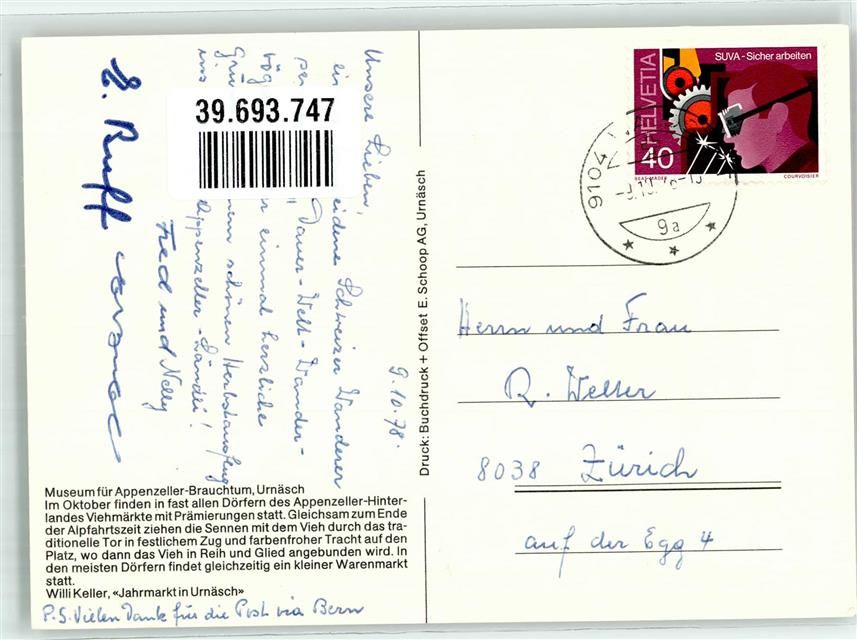 39.693.747
9.10.78.
Unsere Lieben,
Schweizer Wanderer
Dauer-Welt-Wander-
einmal herzliche
schönen Herbstausflug
ins Appenzeller-Ländli!
Fred und Nelly
E. Ruff
Museum für Appenzeller-Brauchtum, Urnäsch
Im Oktober finden in fast allen Dörfern des Appenzeller-Hinter-
landes Viehmärkte mit Prämierungen statt. Gleichsam zum Ende
der Alpfahrtszeit ziehen die Sennen mit dem Vieh durch das tra-
ditionelle Tor in festlichem Zug und farbenfroher Tracht auf den
Platz, wo dann das Vieh in Reih und Glied angebunden wird. In
den meisten Dörfern findet gleichzeitig ein kleiner Warenmarkt
statt.
Willi Keller, «Jahrmarkt in Urnäsch»
P.S. Vielen Dank für die Post via Bern
Druck: Buchdruck + Offset E. Schoop AG, Urnäsch
SUVA - Sicher arbeiten
HELVETIA
40
COURVOISIER
9104
9a
Herrn und Frau
R. Welter
8038 Zürich
auf der Egg 4